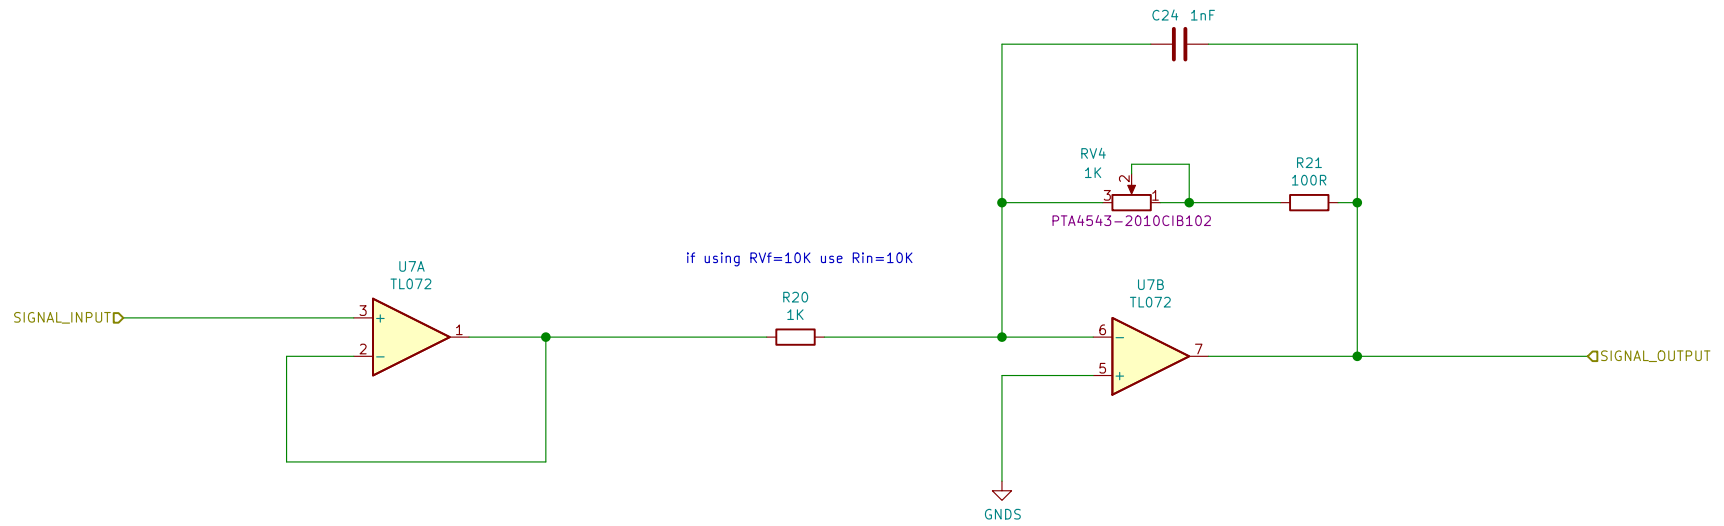 C24 1nF
RV4
1K
2
3
1
PTA4543-2010CIB102
R21
100R
if using RVf=10K use Rin=10K
U7A
TL072
SIGNAL_INPUT
3
+
2
−
1
R20
1K
U7B
TL072
6
−
5
+
7
SIGNAL_OUTPUT
GNDS